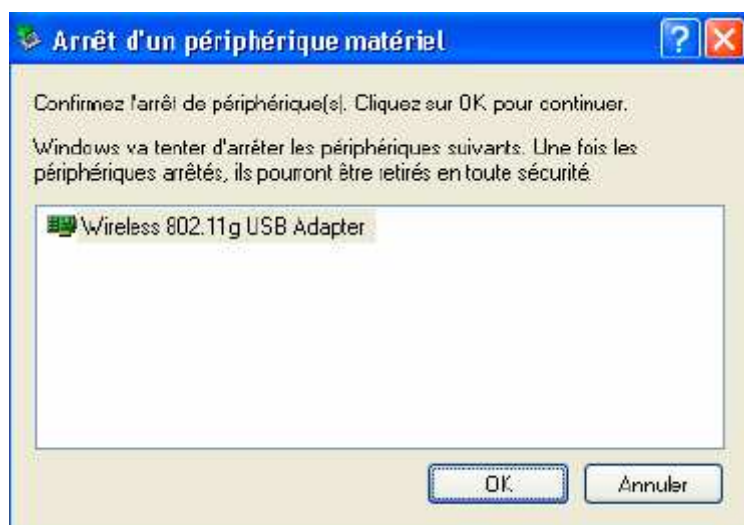 Arrêt d'un périphérique matériel
Confirmez l'arrêt de périphérique(s). Cliquez sur OK pour continuer.
Windows va tenter d'arrêter les périphériques suivants. Une fois les
périphériques arrêtés, ils pourront être retirés en toute sécurité
Wireless 802.11g USB Adapter
OK
Annuler